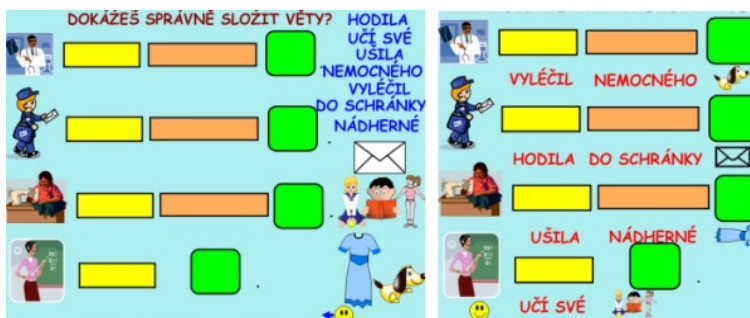 DOKÁŽEŠ SPRÁVNĚ SLOŽIT VĚTY?
HODILA
UČÍ SVÉ
UŠILA
NEMOCNÉHO
VYLÉČIL
DO SCHRÁNKY
NÁDHERNÉ
VYLÉČIL NEMOCNÉHO
HODILA DO SCHRÁNKY
UŠILA NÁDHERNÉ
UČÍ SVÉ